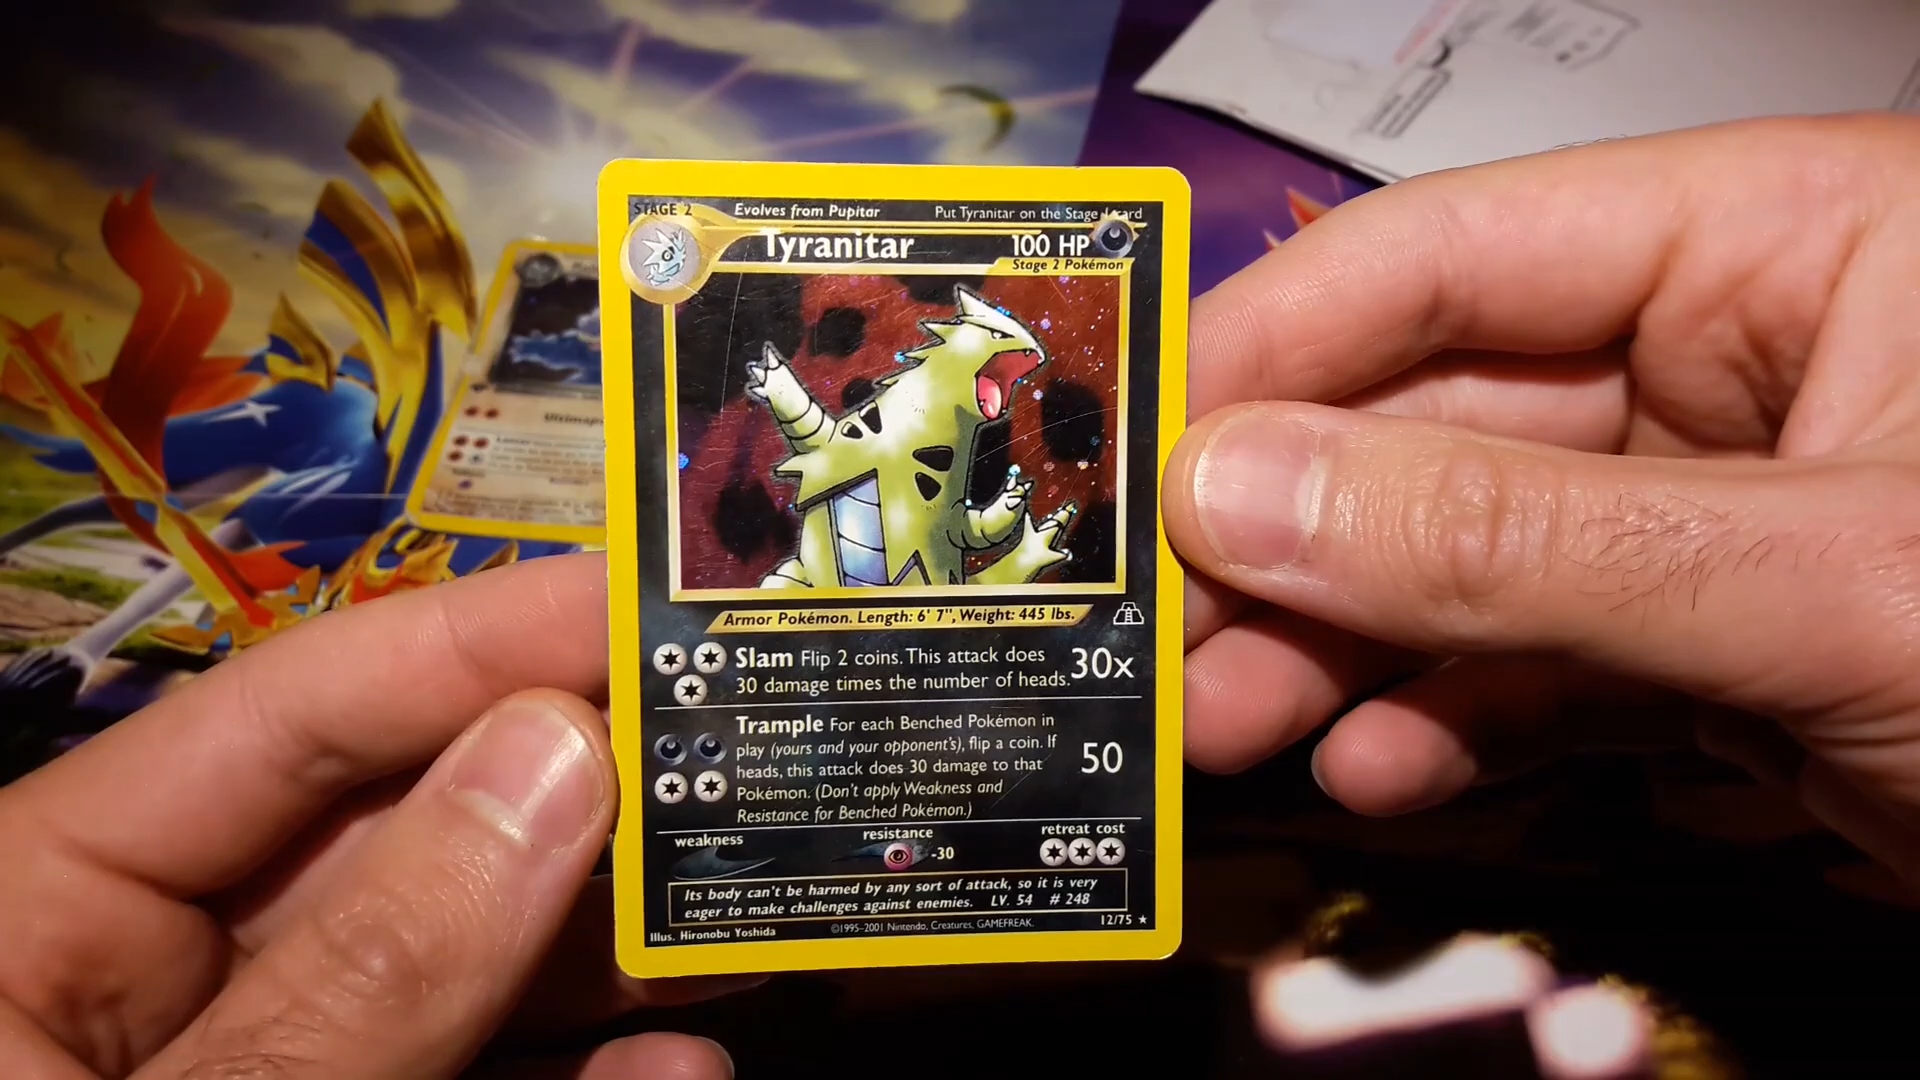 STAGE 2
Evolves from Pupitar
Put Tyranitar on the Stage 1 card
Tyranitar
100 HP
Stage 2 Pokémon
Armor Pokémon. Length: 6' 7", Weight: 445 lbs.
Slam Flip 2 coins. This attack does
30 damage times the number of heads.
30x
Trample For each Benched Pokémon in
play (yours and your opponent's), flip a coin. If
heads, this attack does 30 damage to that
Pokémon. (Don't apply Weakness and
Resistance for Benched Pokémon.)
50
weakness
resistance
-30
retreat cost
Its body can't be harmed by any sort of attack, so it is very
eager to make challenges against enemies. LV. 54 # 248
Illus. Hironobu Yoshida
©1995-2001 Nintendo, Creatures, GAMEFREAK.
12/75 ★